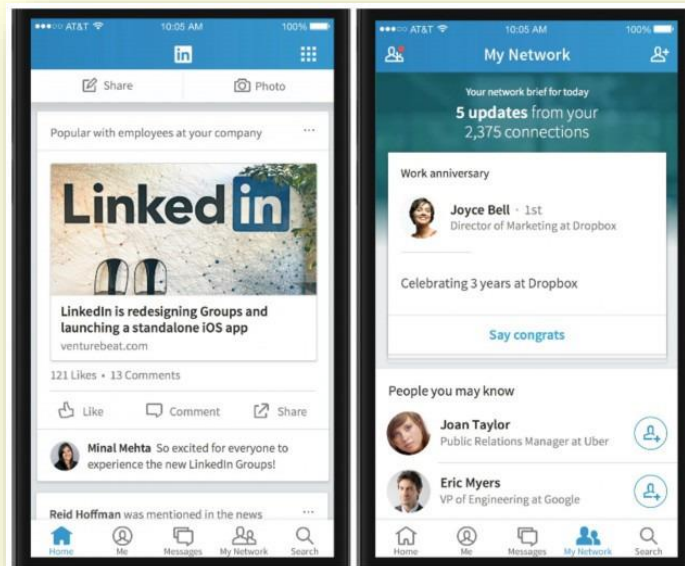 AT&T 10:05 AM 100%
in
Share Photo
Popular with employees at your company ...
Linked in
LinkedIn is redesigning Groups and
launching a standalone iOS app
venturebeat.com
121 Likes • 13 Comments
Like Comment Share
Minal Mehta So excited for everyone to
experience the new LinkedIn Groups!
Reid Hoffman was mentioned in the news ...
Home Me Messages My Network Search
AT&T 10:05 AM 100%
My Network
Your network brief for today
5 updates from your
2,375 connections
Work anniversary
Joyce Bell · 1st
Director of Marketing at Dropbox
Celebrating 3 years at Dropbox
Say congrats
People you may know
Joan Taylor
Public Relations Manager at Uber
Eric Myers
VP of Engineering at Google
Home Me Messages My Network Search